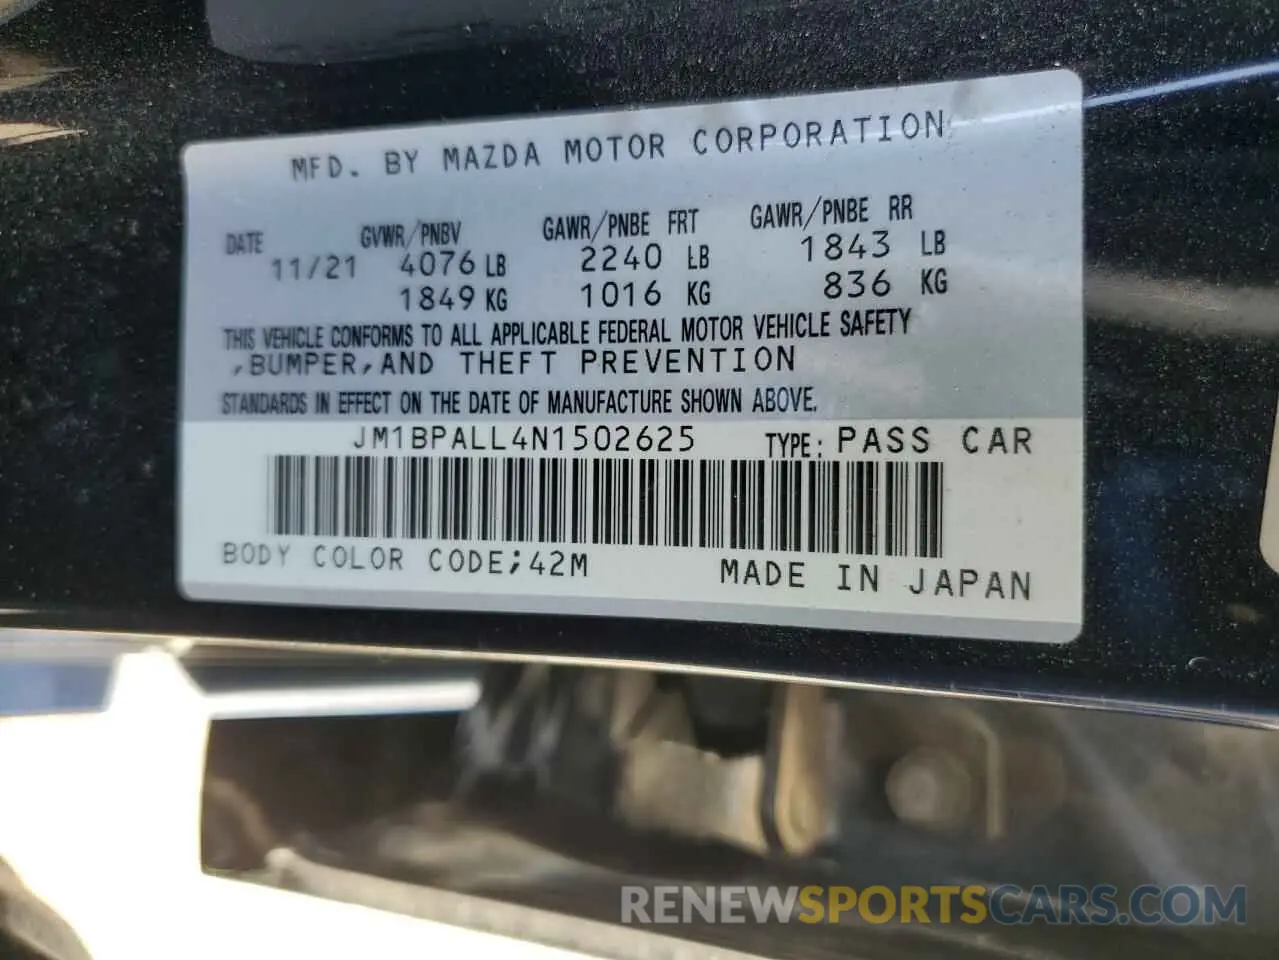 MFD. BY MAZDA MOTOR CORPORATION
DATE GVWR/PNBV GAWR/PNBE FRT GAWR/PNBE RR
11/21 4076 LB 2240 LB 1843 LB
1849 KG 1016 KG 836 KG
THIS VEHICLE CONFORMS TO ALL APPLICABLE FEDERAL MOTOR VEHICLE SAFETY
,BUMPER,AND THEFT PREVENTION
STANDARDS IN EFFECT ON THE DATE OF MANUFACTURE SHOWN ABOVE.
JM1BPALL4N1502625 TYPE: PASS CAR
BODY COLOR CODE;42M MADE IN JAPAN
RENEWSPORTSCARS.COM